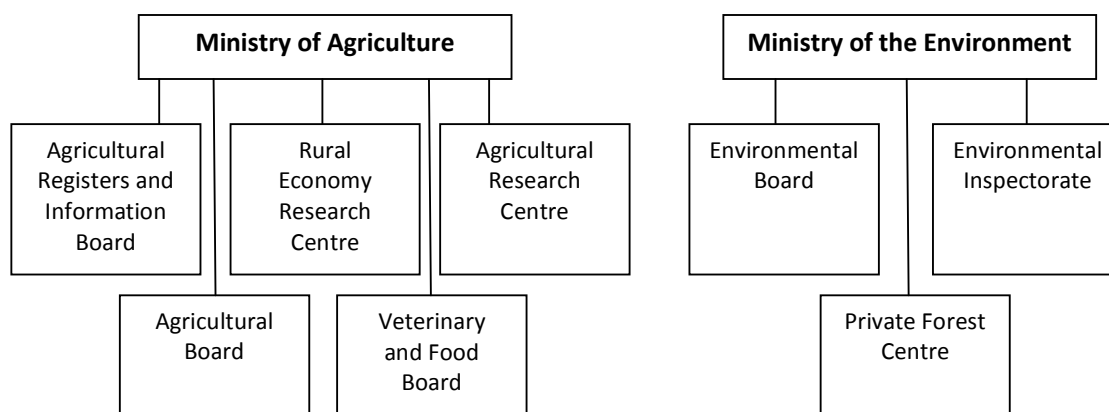 Ministry of Agriculture
Agricultural
Registers and
Information
Board
Rural
Economy
Research
Centre
Agricultural
Research
Centre
Agricultural
Board
Veterinary
and Food
Board
Ministry of the Environment
Environmental
Board
Environmental
Inspectorate
Private Forest
Centre